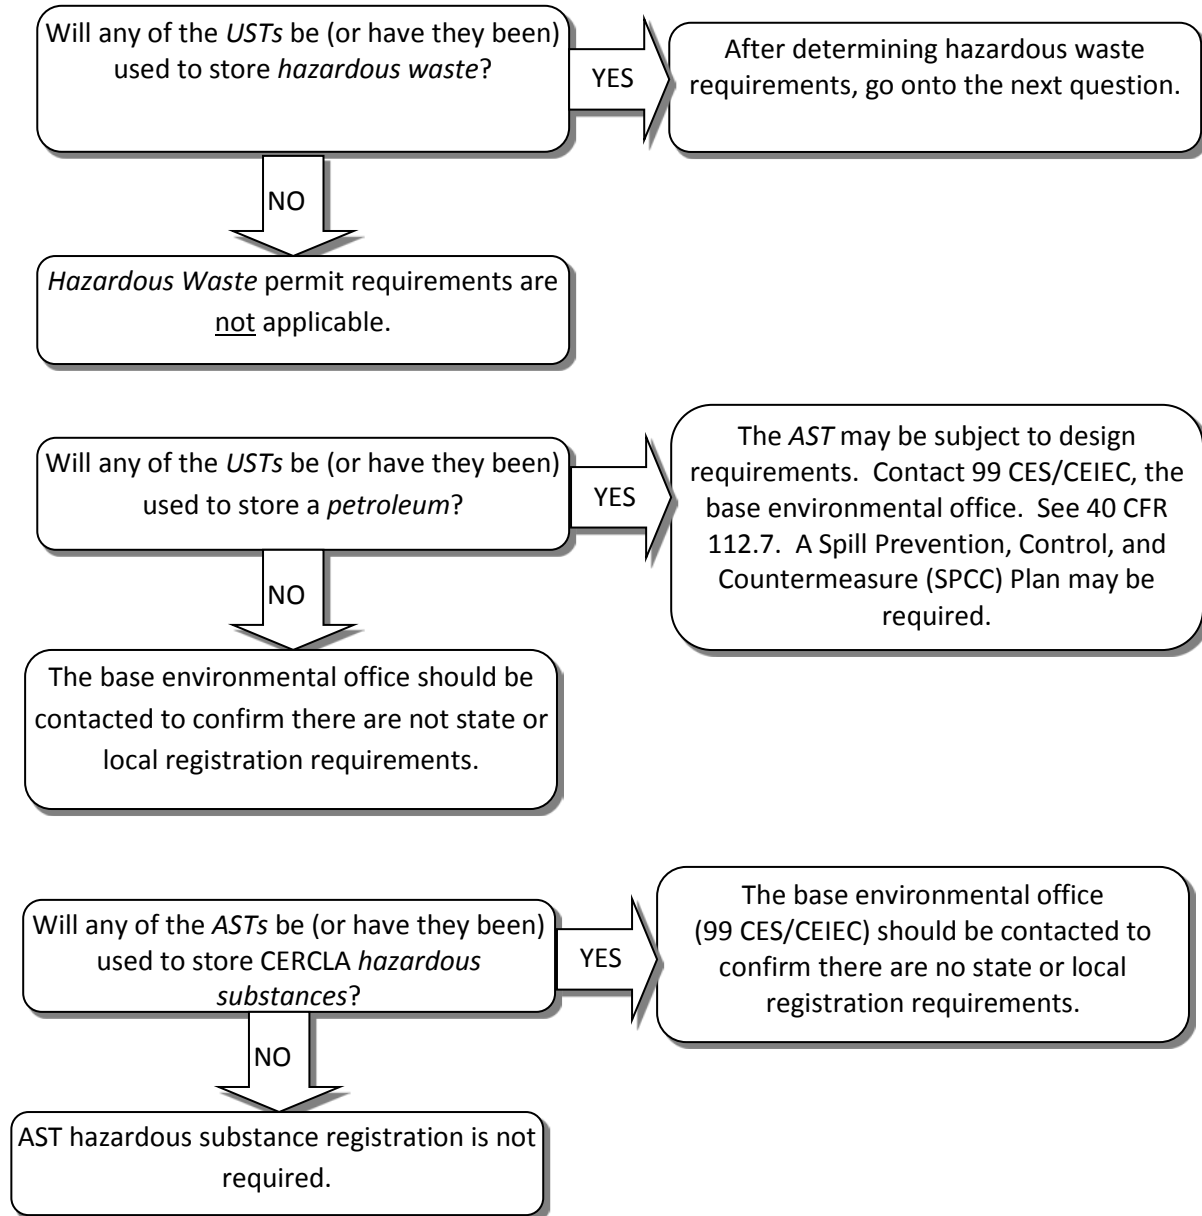 Will any of the USTs be (or have they been)
used to store hazardous waste?
YES
After determining hazardous waste
requirements, go onto the next question.
NO
Hazardous Waste permit requirements are
not applicable.
Will any of the USTs be (or have they been)
used to store a petroleum?
YES
The AST may be subject to design
requirements.  Contact 99 CES/CEIEC, the
base environmental office.  See 40 CFR
112.7.  A Spill Prevention, Control, and
Countermeasure (SPCC) Plan may be
required.
NO
The base environmental office should be
contacted to confirm there are not state or
local registration requirements.
Will any of the ASTs be (or have they been)
used to store CERCLA hazardous
substances?
YES
The base environmental office
(99 CES/CEIEC) should be contacted to
confirm there are no state or local
registration requirements.
NO
AST hazardous substance registration is not
required.